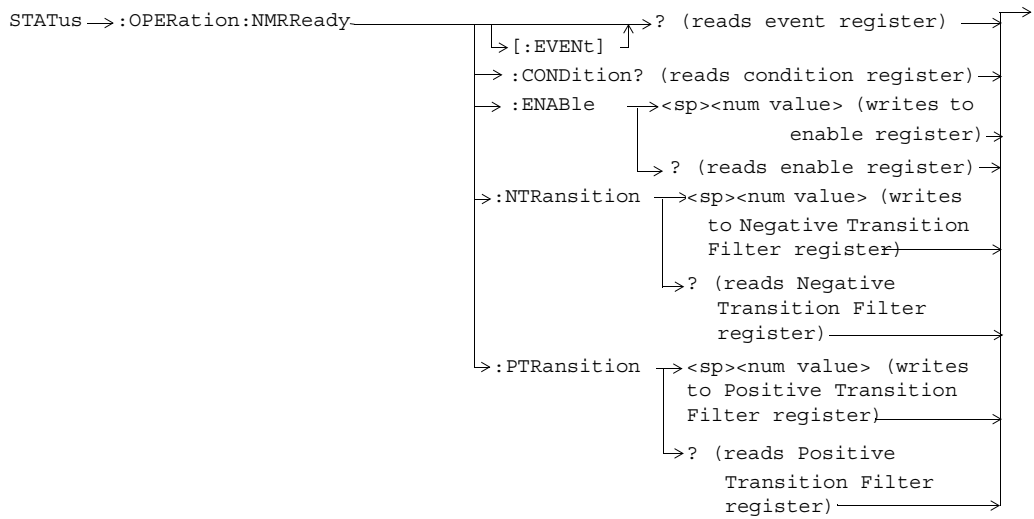 STATus :OPERation:NMRReady ? (reads event register)
[:EVENt]
:CONDition? (reads condition register)
:ENABle <sp><num value> (writes to
enable register)
? (reads enable register)
:NTRansition <sp><num value> (writes
to Negative Transition
Filter register)
? (reads Negative
Transition Filter
register)
:PTRansition <sp><num value> (writes
to Positive Transition
Filter register)
? (reads Positive
Transition Filter
register)